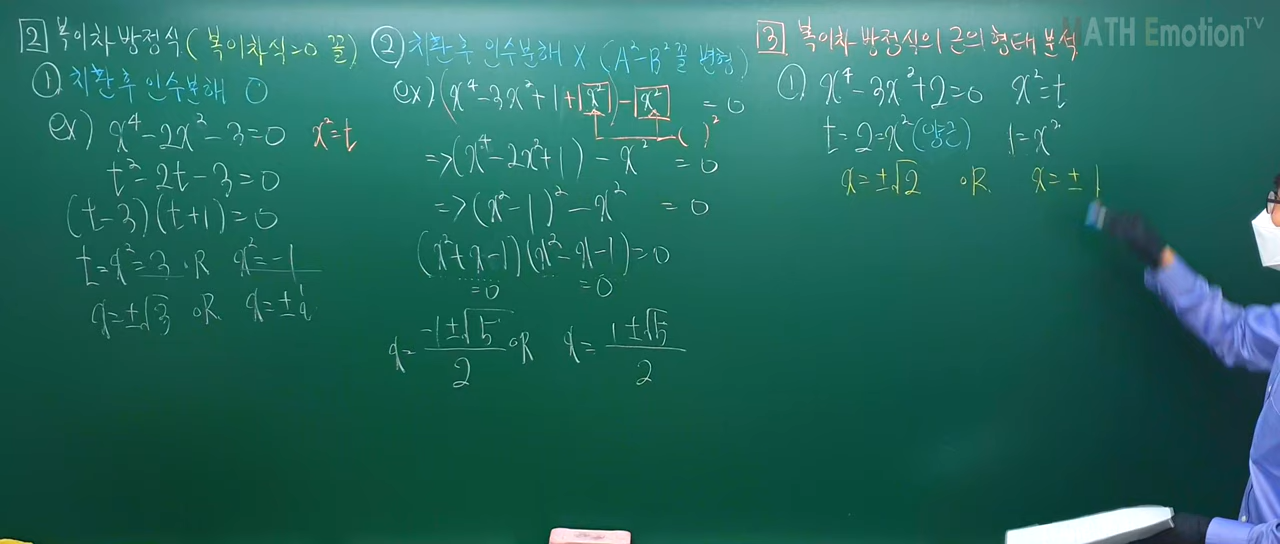 [2] 복이차방정식 (복이차식=0 꼴)
① 치환후 인수분해 O
ex) x⁴-2x²-3=0 x²=t
t²-2t-3=0
(t-3)(t+1)=0
t=x²=3 OR x²=-1
x=±√3 OR x=±i
② 치환후 인수분해 X (A²-B² 꼴 변형)
ex) (x⁴-3x²+1+x²)-x² =0
( )²
=>(x⁴-2x²+1)-x² =0
=>(x²-1)²-x² =0
(x²+x-1)(x²-x-1)=0
=0 =0
x=(-1±√5)/2 OR x=(1±√5)/2
[3] 복이차 방정식의 근의 형태 분석
① x⁴-3x²+2=0 x²=t
t=2=x²(양근) 1=x²
x=±√2 OR x=±1
MATH Emotion TV